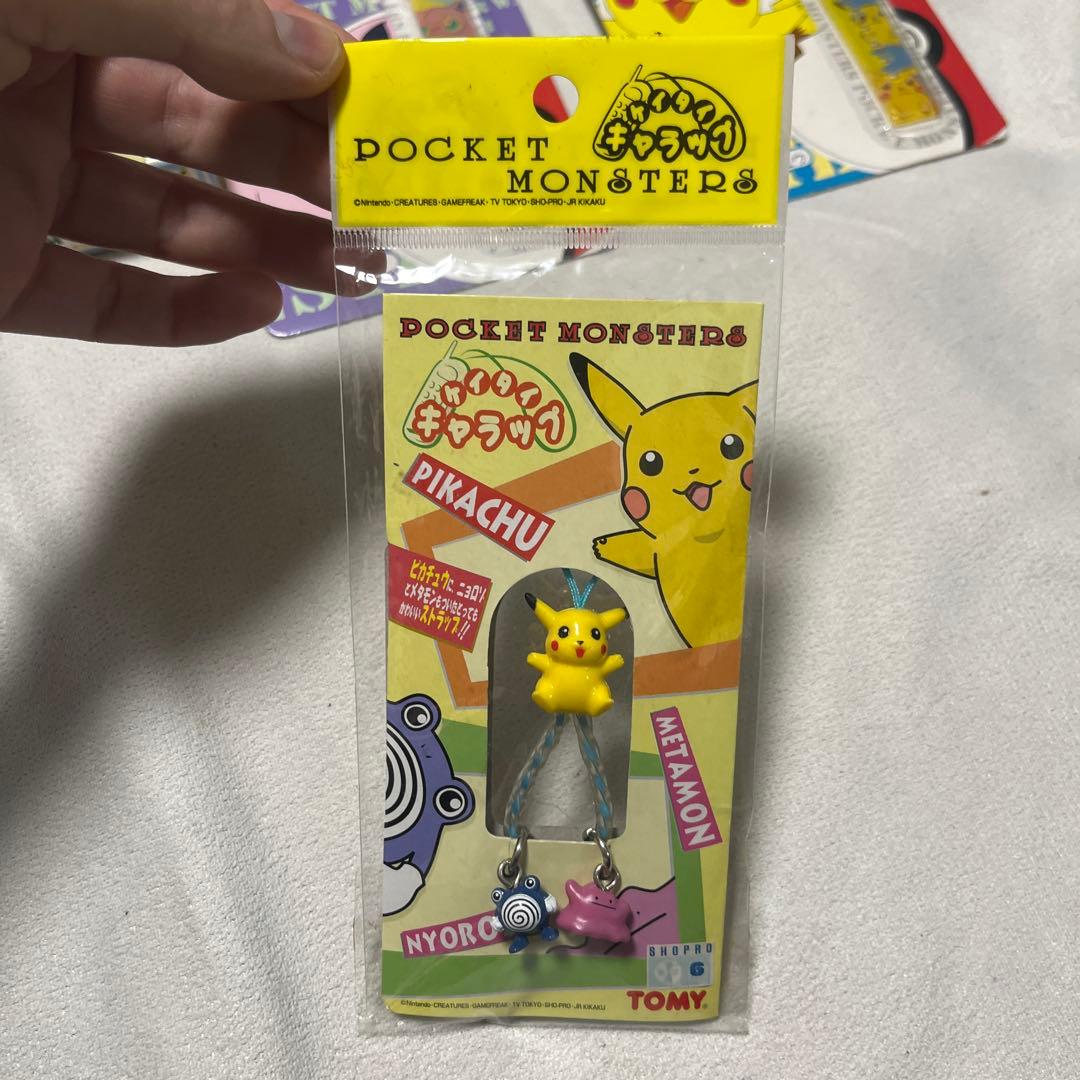 ケイタイ
キャラップ
POCKET
MONSTERS
©Nintendo・CREATURES・GAMEFREAK・TV TOKYO・SHO-PRO・JR KIKAKU
POCKET MONSTERS
ケイタイ
キャラップ
PIKACHU
ピカチュウに、ニョロゾ
とメタモンもついたとっても
かわいいストラップ!!
METAMON
NYORO
SHOPRO
6
TOMY
©Nintendo・CREATURES・GAMEFREAK・TV TOKYO・SHO-PRO・JR KIKAKU